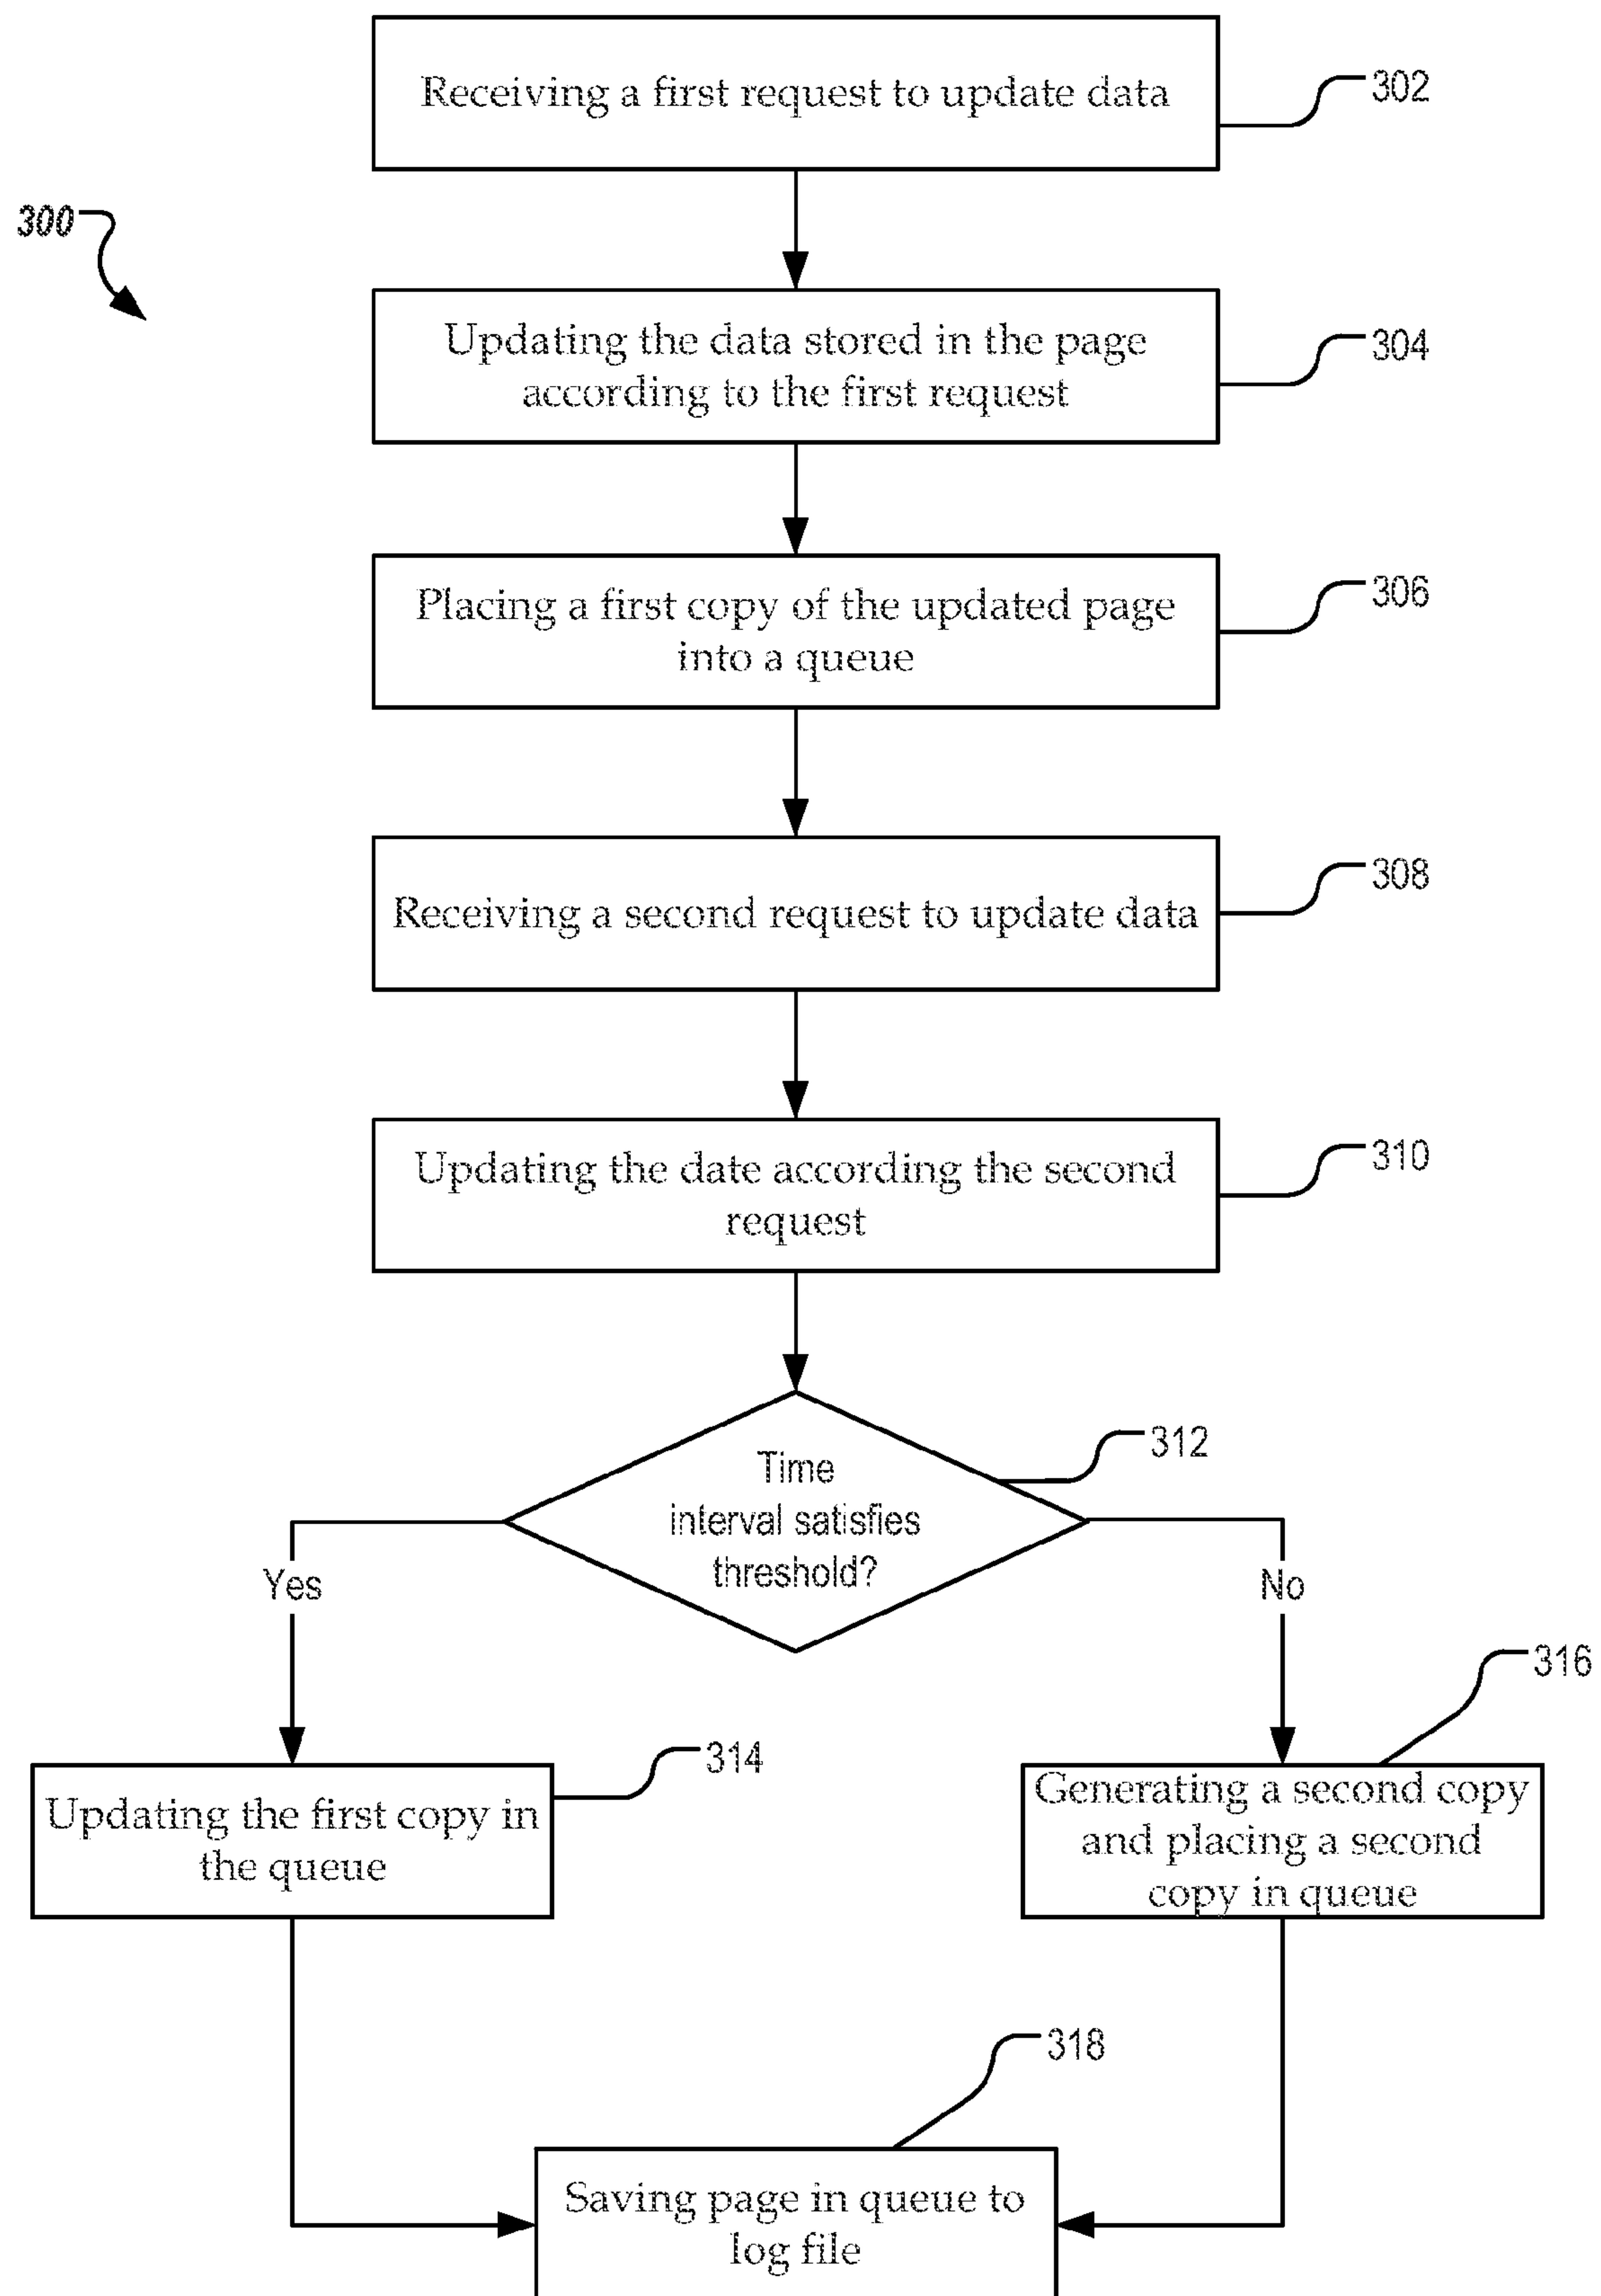 Receiving a first request to update data
302
300
Updating the data stored in the page
according to the first request
304
Placing a first copy of the updated page
into a queue
306
Receiving a second request to update data
308
Updating the date according the second
request
310
Time
interval satisfies
threshold?
312
Yes
No
Updating the first copy in
the queue
314
Generating a second copy
and placing a second
copy in queue
316
Saving page in queue to
log file
318